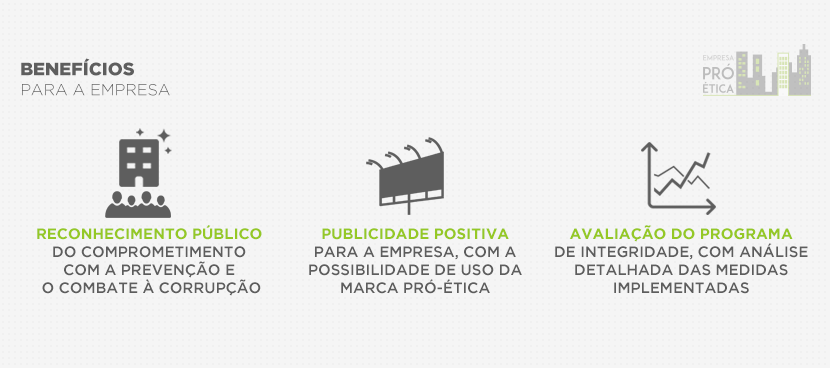 BENEFÍCIOS
PARA A EMPRESA
EMPRESA
PRÓ
ÉTICA
RECONHECIMENTO PÚBLICO
DO COMPROMETIMENTO
COM A PREVENÇÃO E
O COMBATE À CORRUPÇÃO
PUBLICIDADE POSITIVA
PARA A EMPRESA, COM A
POSSIBILIDADE DE USO DA
MARCA PRÓ-ÉTICA
AVALIAÇÃO DO PROGRAMA
DE INTEGRIDADE, COM ANÁLISE
DETALHADA DAS MEDIDAS
IMPLEMENTADAS